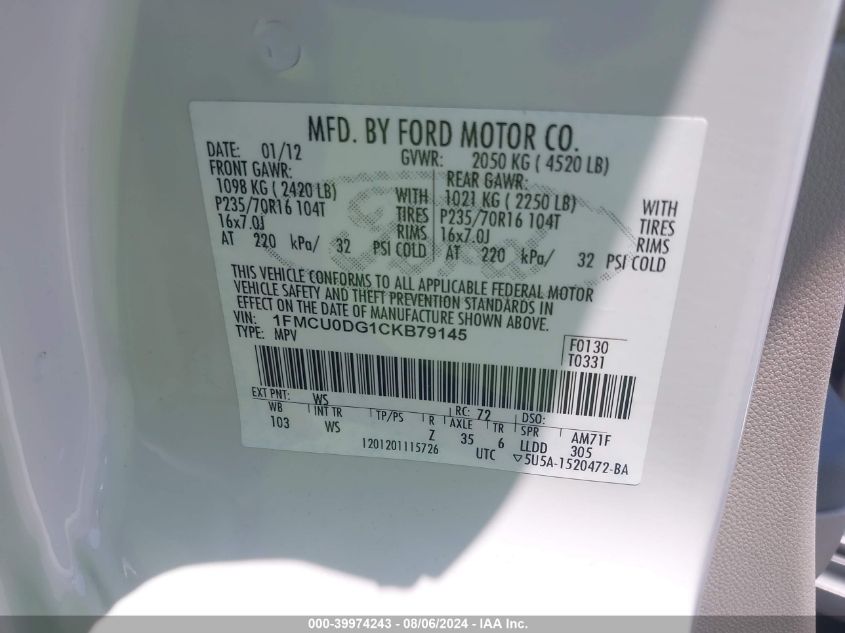 MFD. BY FORD MOTOR CO.
DATE: 01/12 GVWR: 2050 KG ( 4520 LB)
FRONT GAWR: REAR GAWR:
1098 KG ( 2420 LB) WITH 1021 KG ( 2250 LB) WITH
P235/70R16 104T TIRES P235/70R16 104T TIRES
16x7.0J RIMS 16x7.0J RIMS
AT 220 kPa/ 32 PSI COLD AT 220 kPa/ 32 PSI COLD
THIS VEHICLE CONFORMS TO ALL APPLICABLE FEDERAL MOTOR
VEHICLE SAFETY AND THEFT PREVENTION STANDARDS IN
EFFECT ON THE DATE OF MANUFACTURE SHOWN ABOVE.
VIN: 1FMCU0DG1CKB79145
TYPE: MPV
F0130
T0331
EXT PNT: WS RC: 72 DSO:
WB INT TR TP/PS R AXLE TR SPR AM71F
103 WS Z 35 6 LLDD 305
1201201115726 UTC ▽5U5A-1520472-BA
Ford
000-39974243 - 08/06/2024 - IAA Inc.